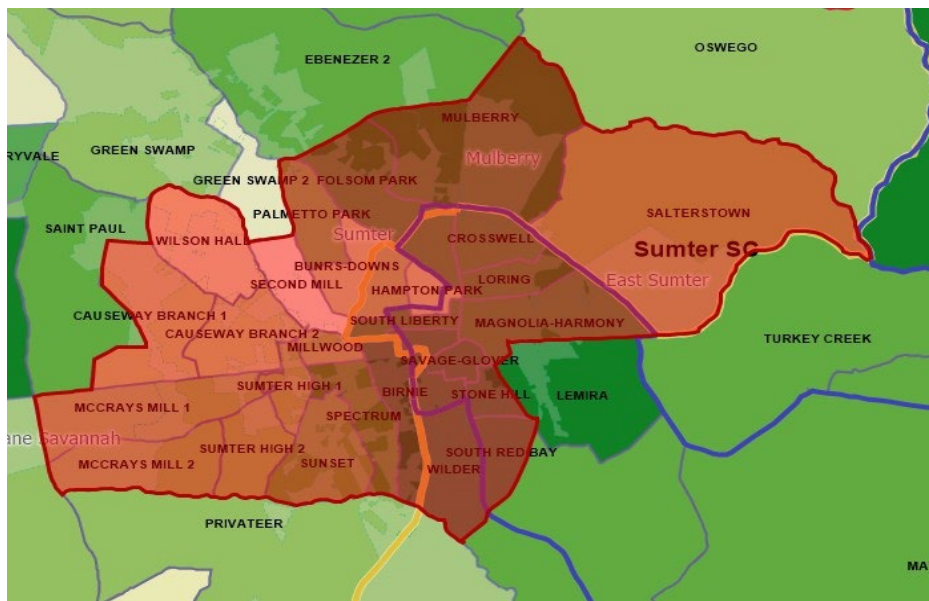 OSWEGO
EBENEZER 2
MULBERRY
RYVALE
GREEN SWAMP
Mulberry
GREEN SWAMP 2
FOLSOM PARK
PALMETTO PARK
SALTERSTOWN
SAINT PAUL
Sumter
WILSON HALL
CROSSWELL
Sumter SC
BUNRS-DOWNS
SECOND MILL
LORING
East Sumter
HAMPTON PARK
CAUSEWAY BRANCH 1
SOUTH LIBERTY
MAGNOLIA-HARMONY
CAUSEWAY BRANCH 2
TURKEY CREEK
MILLWOOD
SAVAGE-GLOVER
SUMTER HIGH 1
BIRNIE
STONE HILL
LEMIRA
MCCRAYS MILL 1
SPECTRUM
ane Savannah
SUMTER HIGH 2
SOUTH RED BAY
MCCRAYS MILL 2
SUNSET
WILDER
PRIVATEER
MA